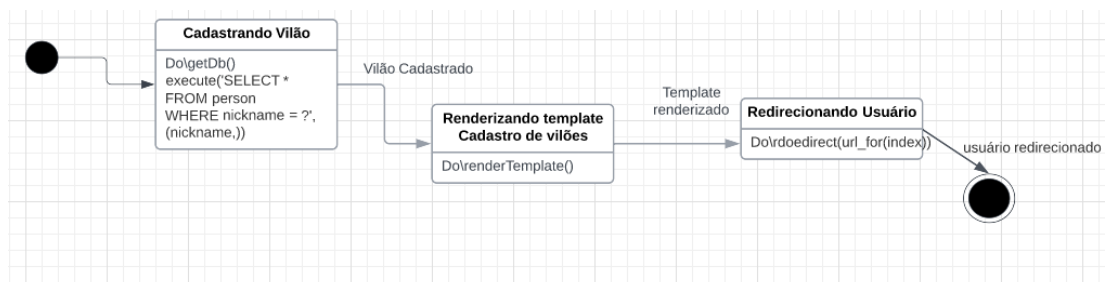 Cadastrando Vilão
Do\getDb()
execute('SELECT *
FROM person
WHERE nickname = ?',
(nickname,))
Vilão Cadastrado
Renderizando template
Cadastro de vilões
Do\renderTemplate()
Template
renderizado
Redirecionando Usuário
Do\rdoedirect(url_for(index))
usuário redirecionado